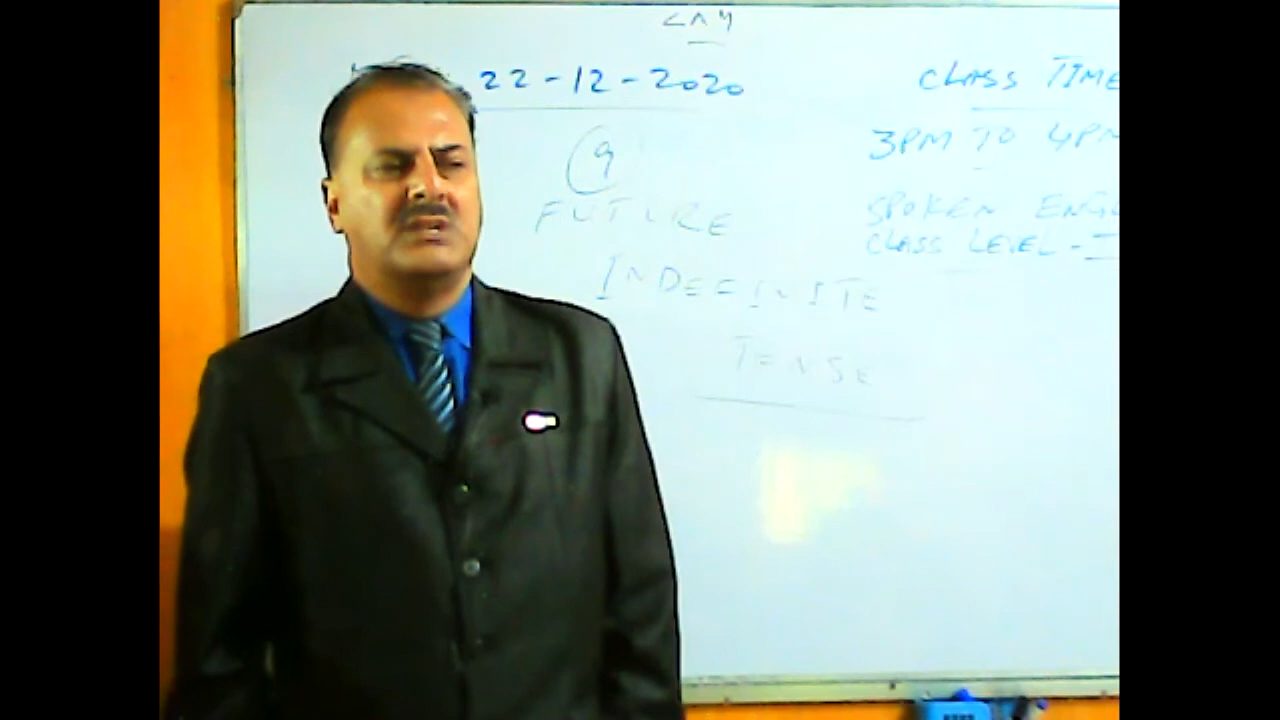 22-12-2020
9
FUTURE
INDEFINITE
TENSE
CLASS TIME
3PM TO 4PM
SPOKEN ENGL
CLASS LEVEL - I